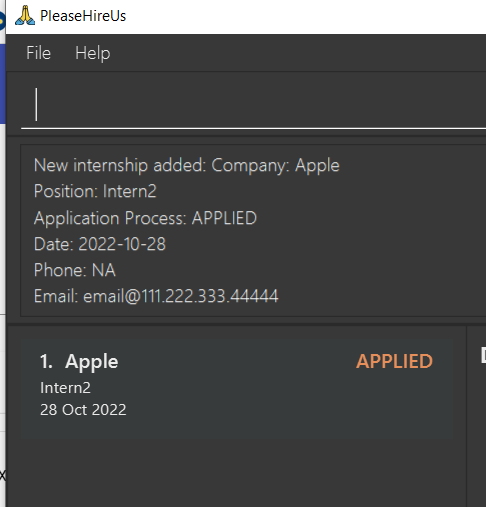 PleaseHireUs
File Help
New internship added: Company: Apple
Position: Intern2
Application Process: APPLIED
Date: 2022-10-28
Phone: NA
Email: email@111.222.333.44444
1. Apple APPLIED
Intern2
28 Oct 2022